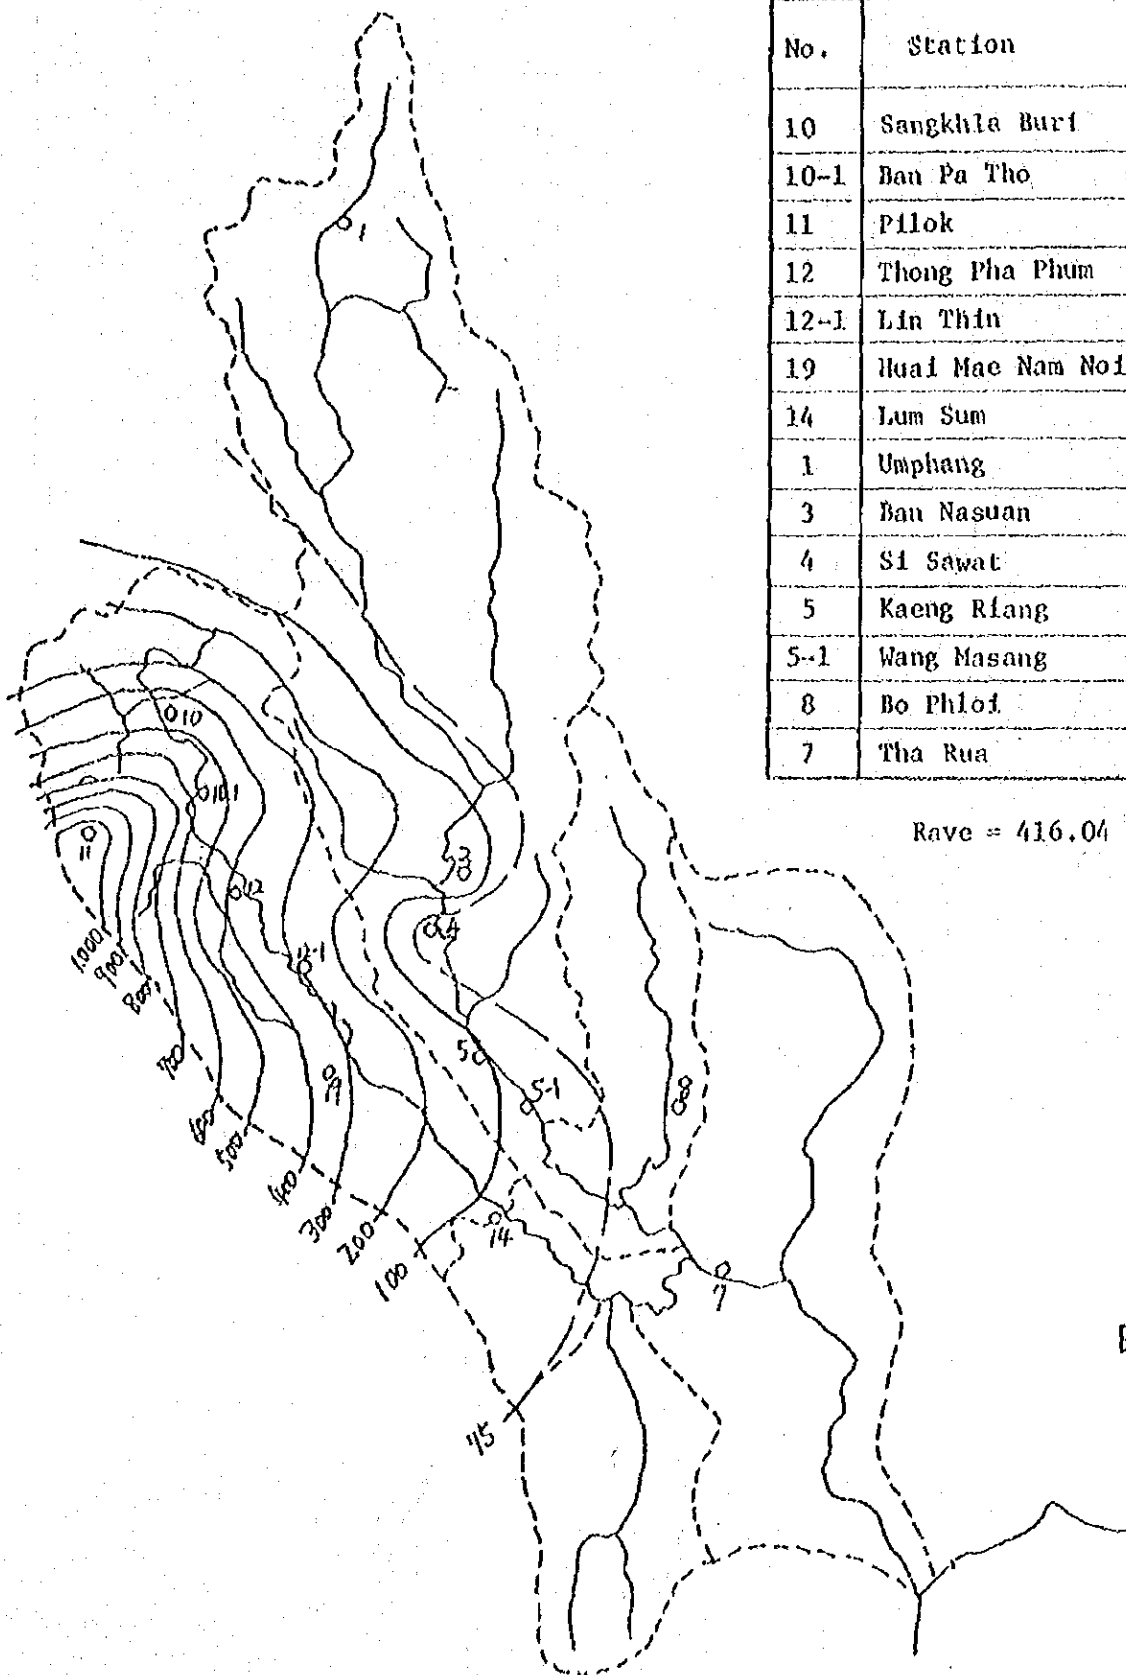 No. Station
10 Sangkhla Buri
10-1 Ban Pa Tho
11 Pilok
12 Thong Pha Phum
12-1 Lin Thin
19 Huai Mae Nam Noi
14 Lum Sum
1 Umphang
3 Ban Nasuan
4 Si Sawat
5 Kaeng Riang
5-1 Wang Masang
8 Bo Phloi
7 Tha Rua
Rave = 416.04
1
10
10-1
11
12
12-1
19
3
4
5
5-1
8
14
7
1000
900
800
700
600
500
400
300
200
100
75